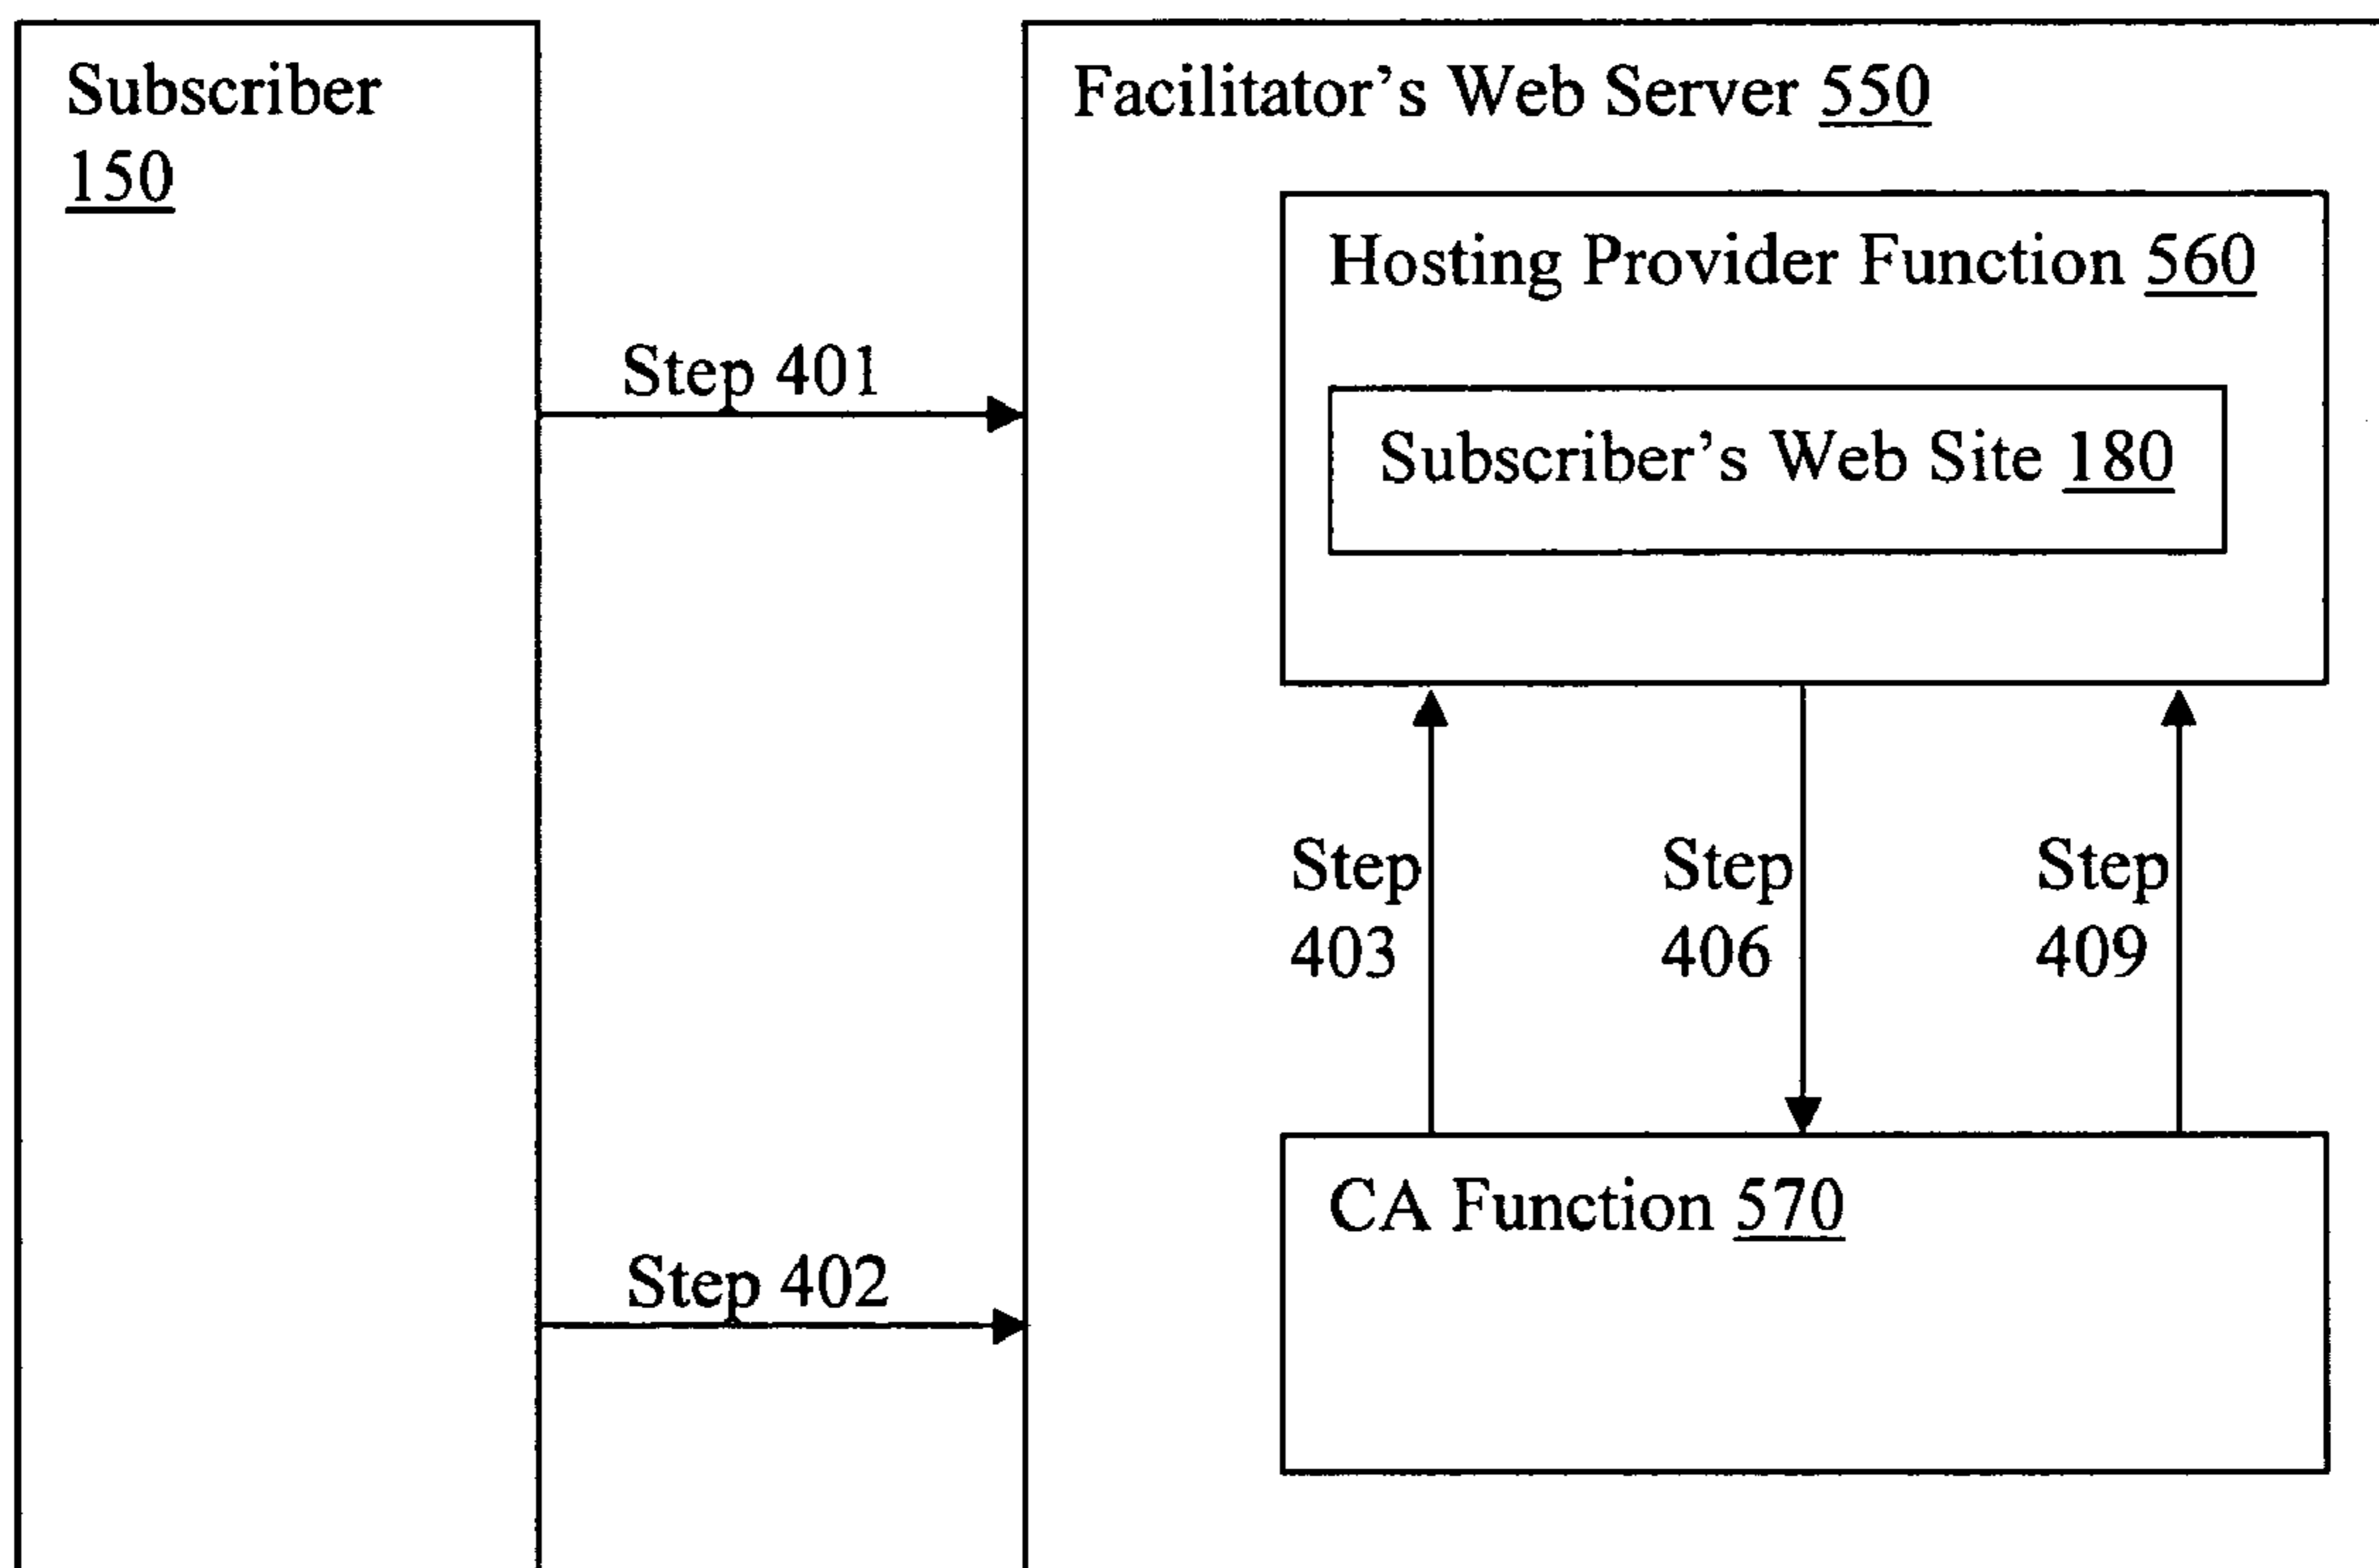 Subscriber
150
Facilitator's Web Server 550
Hosting Provider Function 560
Subscriber's Web Site 180
Step 401
Step
403
Step
406
Step
409
CA Function 570
Step 402